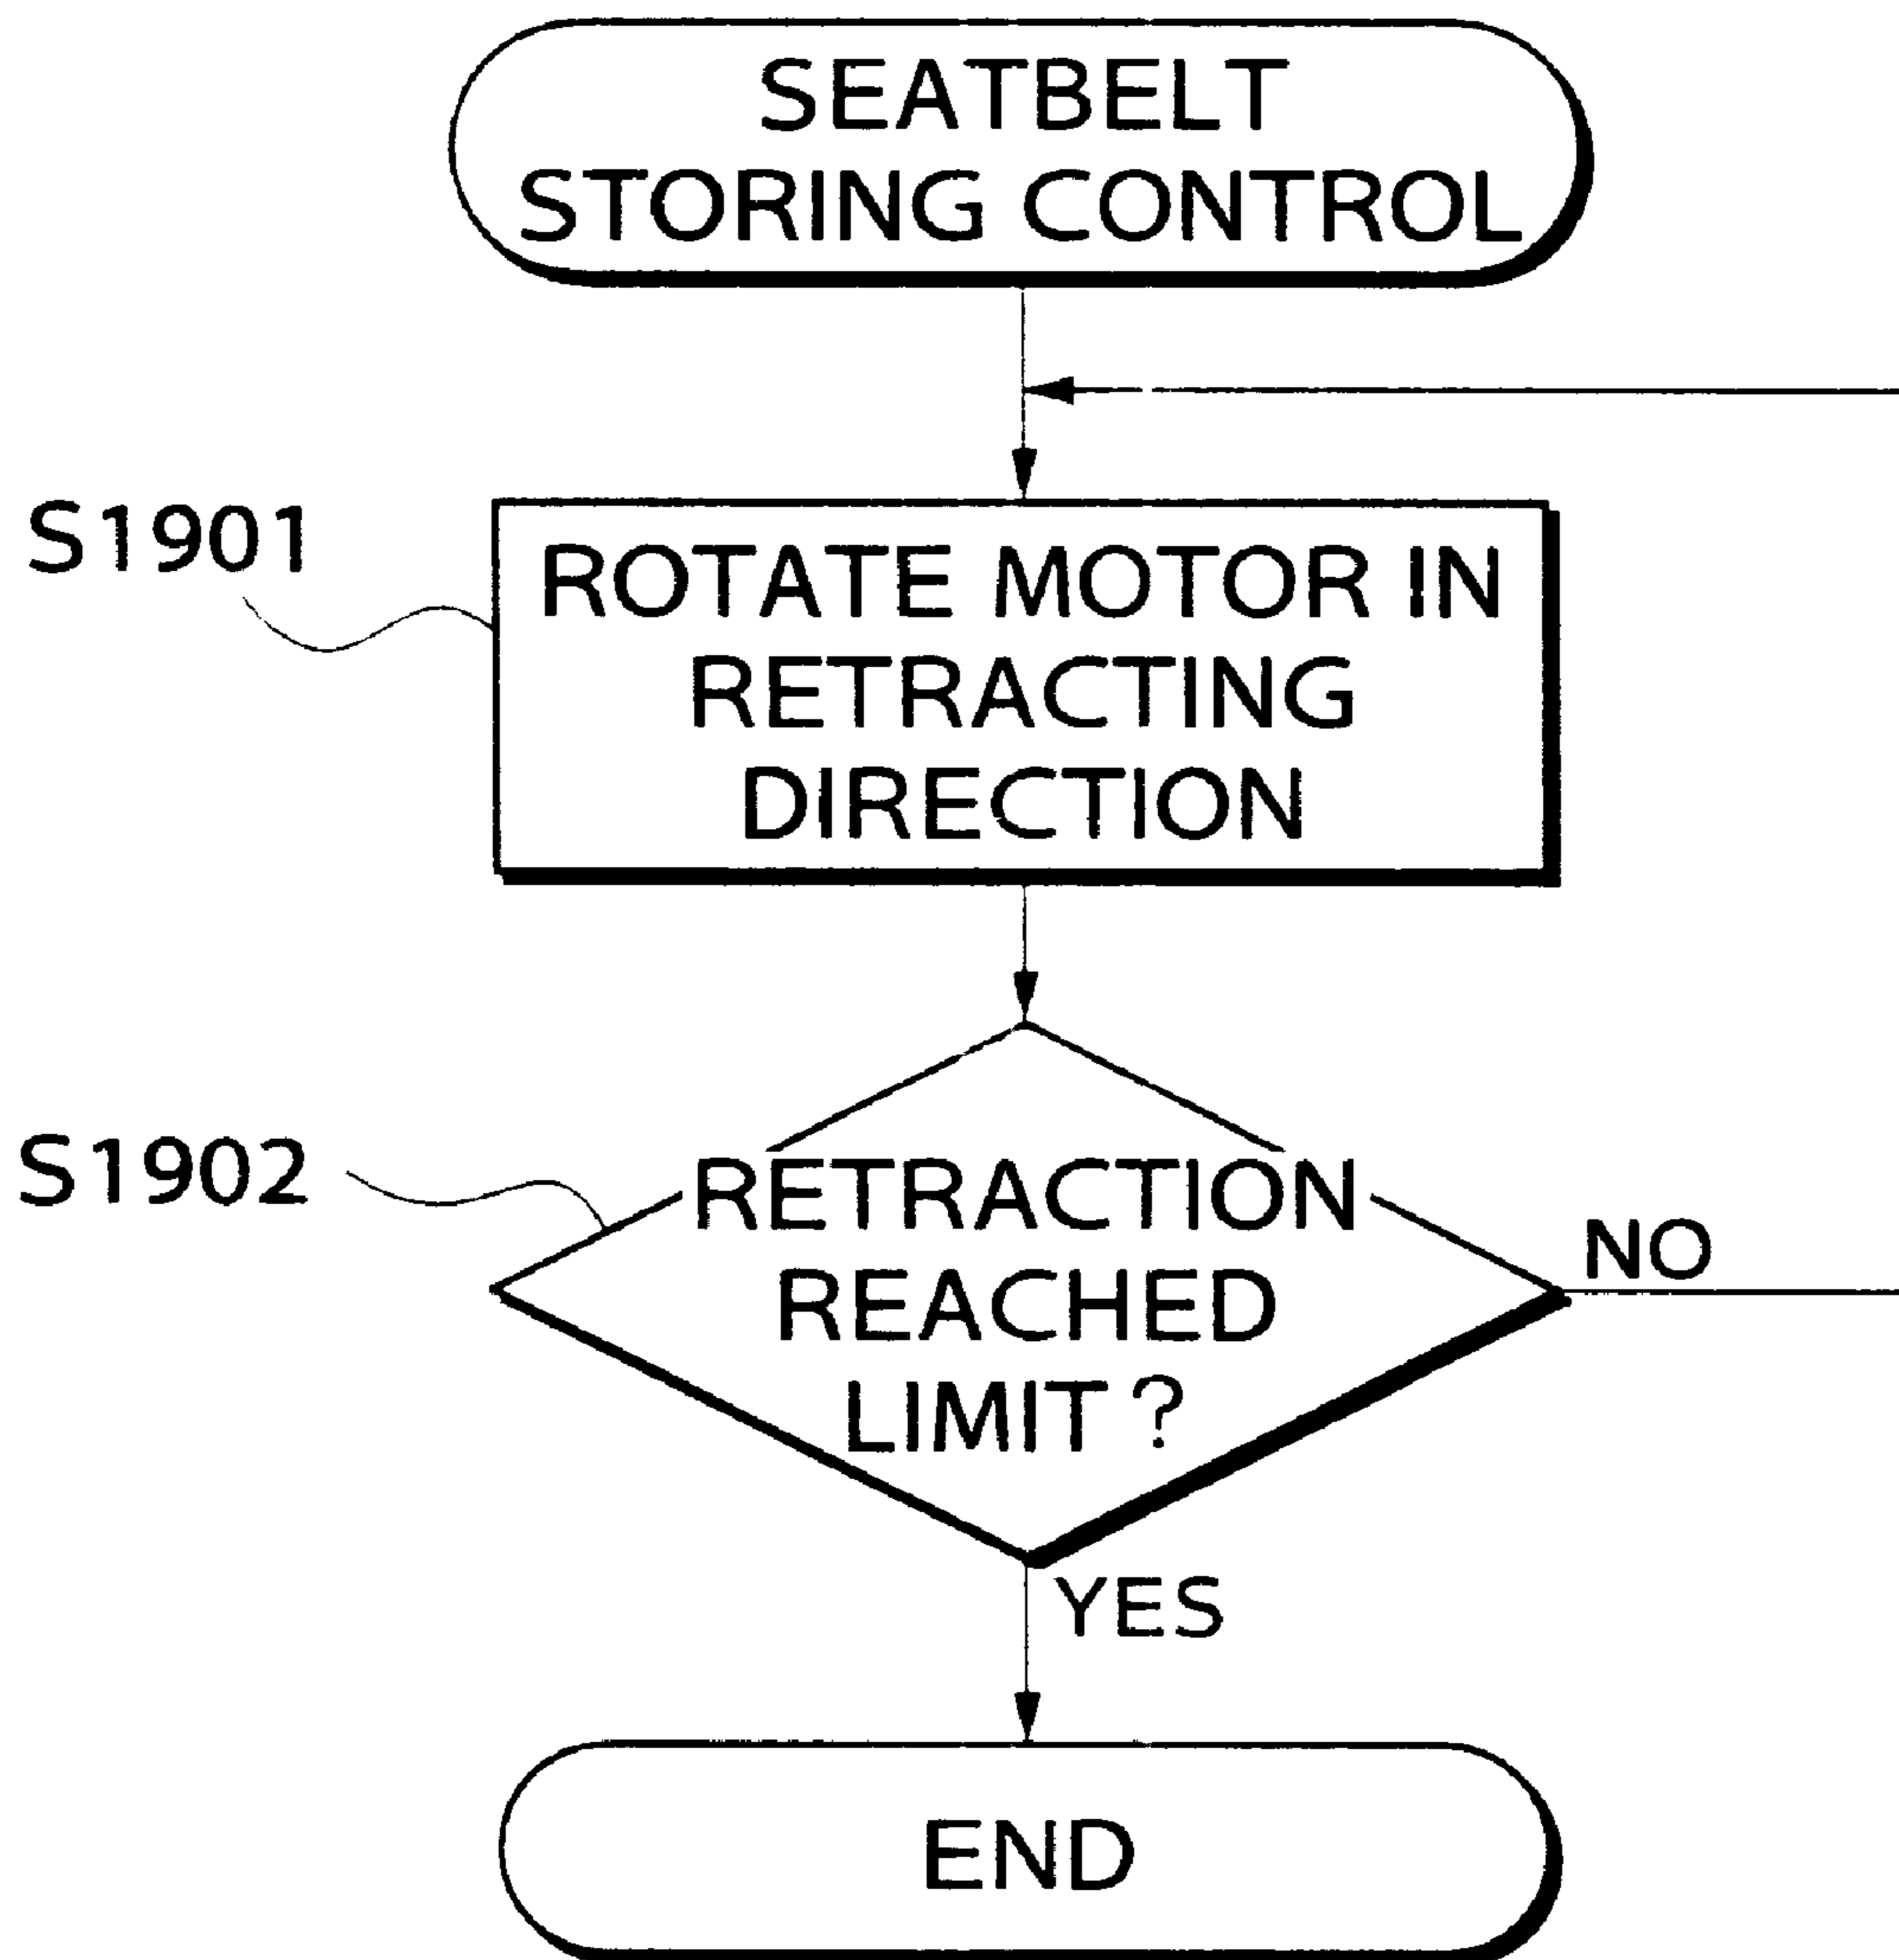 SEATBELT
STORING CONTROL
S1901
ROTATE MOTOR IN
RETRACTING
DIRECTION
S1902
RETRACTION
REACHED
LIMIT ?
NO
YES
END